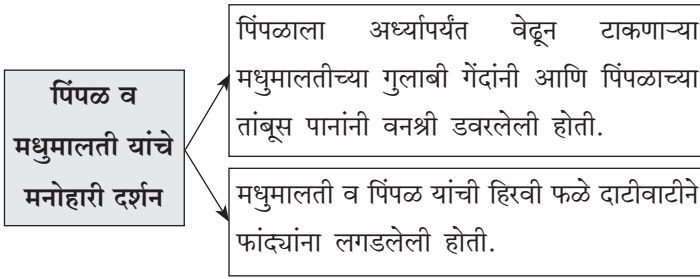 पिंपळ व
मधुमालती यांचे
मनोहारी दर्शन
पिंपळाला अर्ध्यापर्यंत वेढून टाकणाऱ्या
मधुमालतीच्या गुलाबी गेंदांनी आणि पिंपळाच्या
तांबूस पानांनी वनश्री डवरलेली होती.
मधुमालती व पिंपळ यांची हिरवी फळे दाटीवाटीने
फांद्यांना लगडलेली होती.